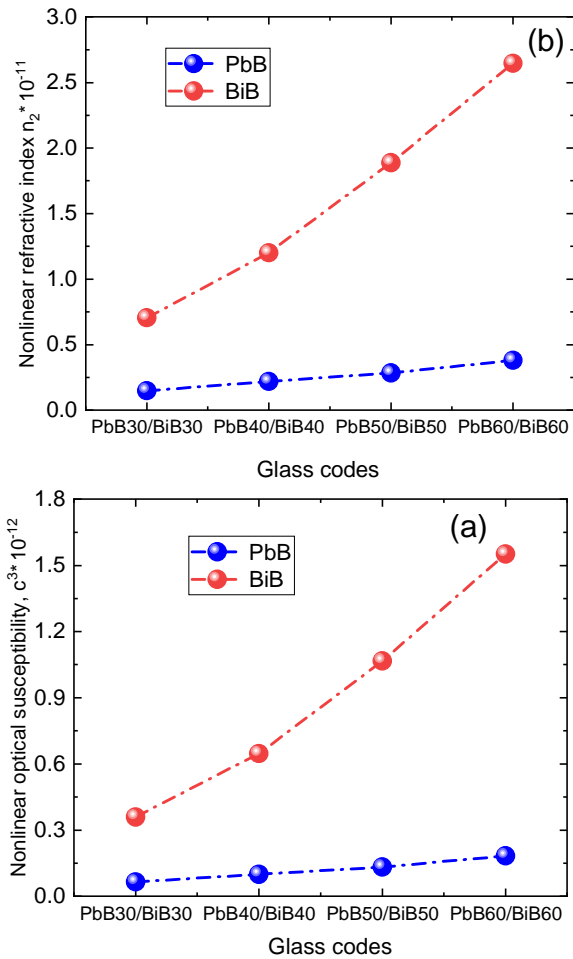 3.0
2.5
2.0
1.5
1.0
0.5
0.0
Nonlinear refractive index n₂* 10⁻¹¹
(b)
PbB
BiB
PbB30/BiB30 PbB40/BiB40 PbB50/BiB50 PbB60/BiB60
Glass codes
1.8
1.5
1.2
0.9
0.6
0.3
0.0
Nonlinear optical susceptibility, c³*10⁻¹²
(a)
PbB
BiB
PbB30/BiB30 PbB40/BiB40 PbB50/BiB50 PbB60/BiB60
Glass codes